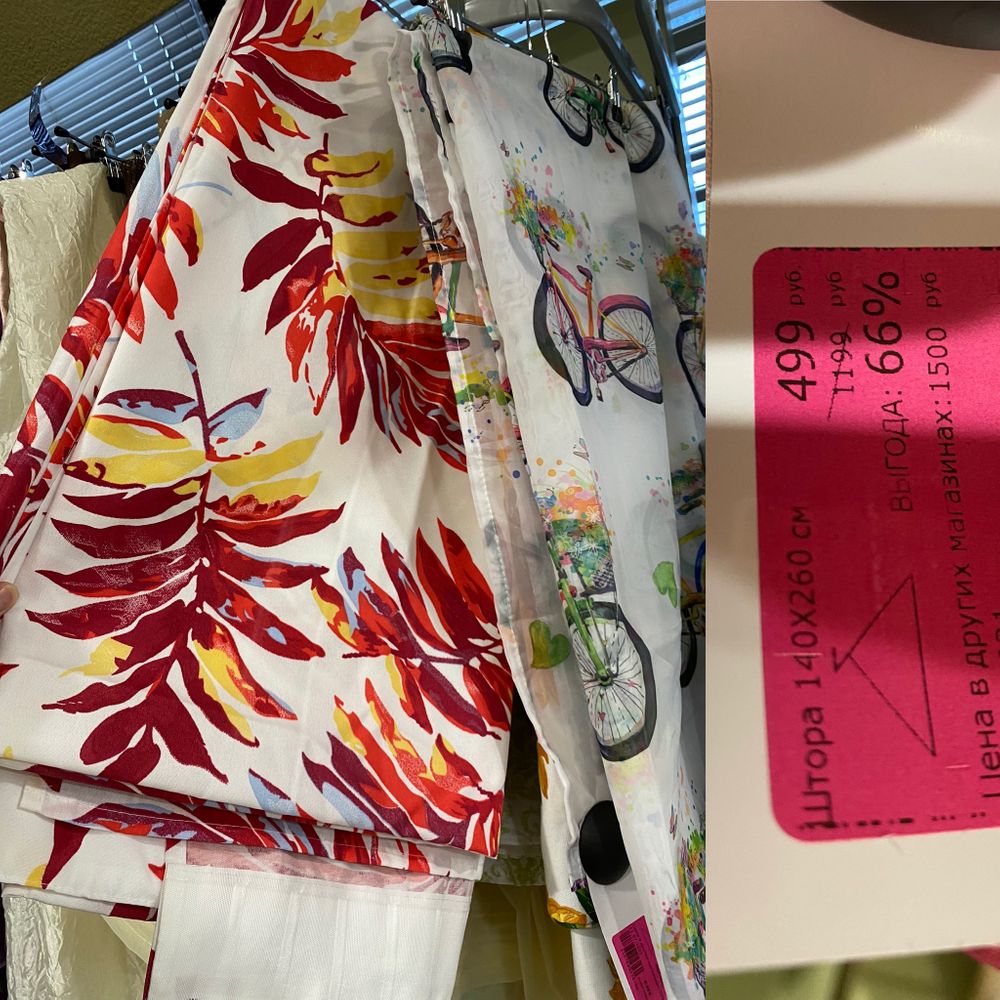 Штора 140Х260 см
499 руб.
1199 руб
ВЫГОДА: 66%
Цена в других магазинах:1500 руб